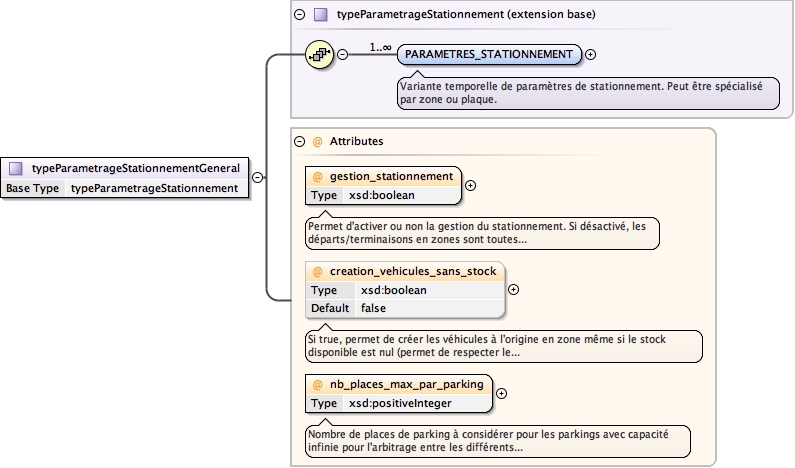 typeParametrageStationnement (extension base)
1..∞
PARAMETRES_STATIONNEMENT
Variante temporelle de paramètres de stationnement. Peut être spécialisé
par zone ou plaque.
typeParametrageStationnementGeneral
Base Type typeParametrageStationnement
@ Attributes
@ gestion_stationnement
Type xsd:boolean
Permet d'activer ou non la gestion du stationnement. Si désactivé, les
départs/terminaisons en zones sont toutes...
@ creation_vehicules_sans_stock
Type xsd:boolean
Default false
Si true, permet de créer les véhicules à l'origine en zone même si le stock
disponible est nul (permet de respecter le...
@ nb_places_max_par_parking
Type xsd:positiveInteger
Nombre de places de parking à considérer pour les parkings avec capacité
infinie pour l'arbitrage entre les différents...